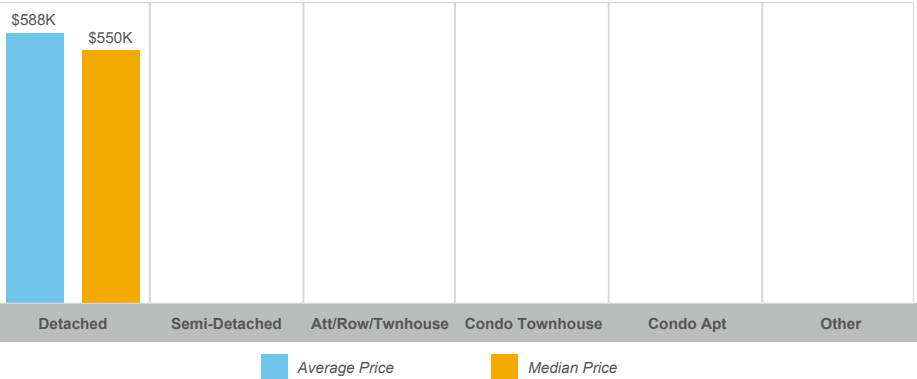 $588K
$550K
Detached Semi-Detached Att/Row/Twnhouse Condo Townhouse Condo Apt Other
Average Price Median Price